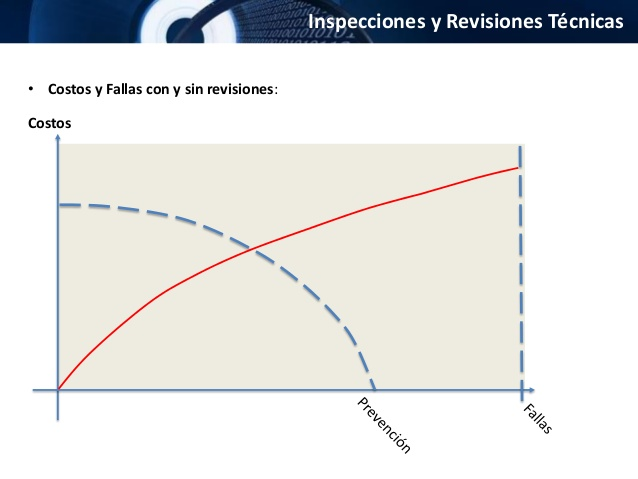 Inspecciones y Revisiones Técnicas
• Costos y Fallas con y sin revisiones:
Costos
Prevención
Fallas